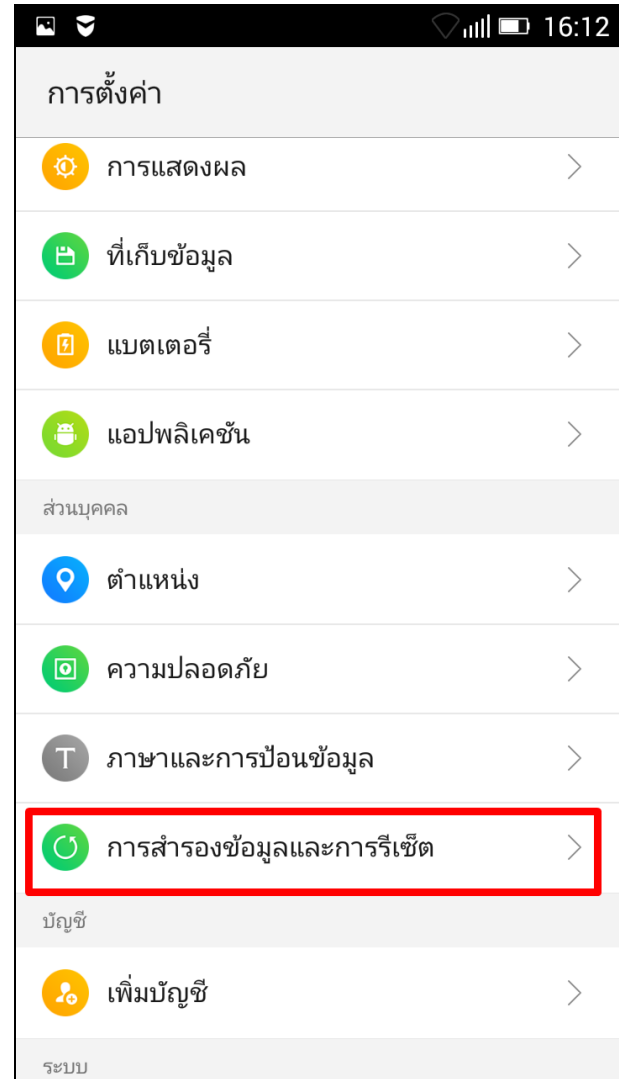 16:12
การตั้งค่า
การแสดงผล
ที่เก็บข้อมูล
แบตเตอรี่
แอปพลิเคชัน
ส่วนบุคคล
ตำแหน่ง
ความปลอดภัย
T ภาษาและการป้อนข้อมูล
การสำรองข้อมูลและการรีเซ็ต
บัญชี
เพิ่มบัญชี
ระบบ